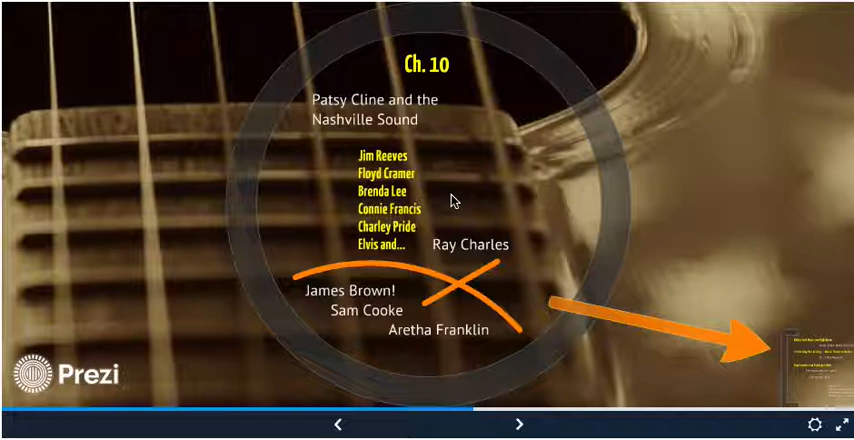 Ch. 10
Patsy Cline and the
Nashville Sound
Jim Reeves
Floyd Cramer
Brenda Lee
Connie Francis
Charley Pride
Elvis and...
Ray Charles
James Brown!
Sam Cooke
Aretha Franklin
Prezi